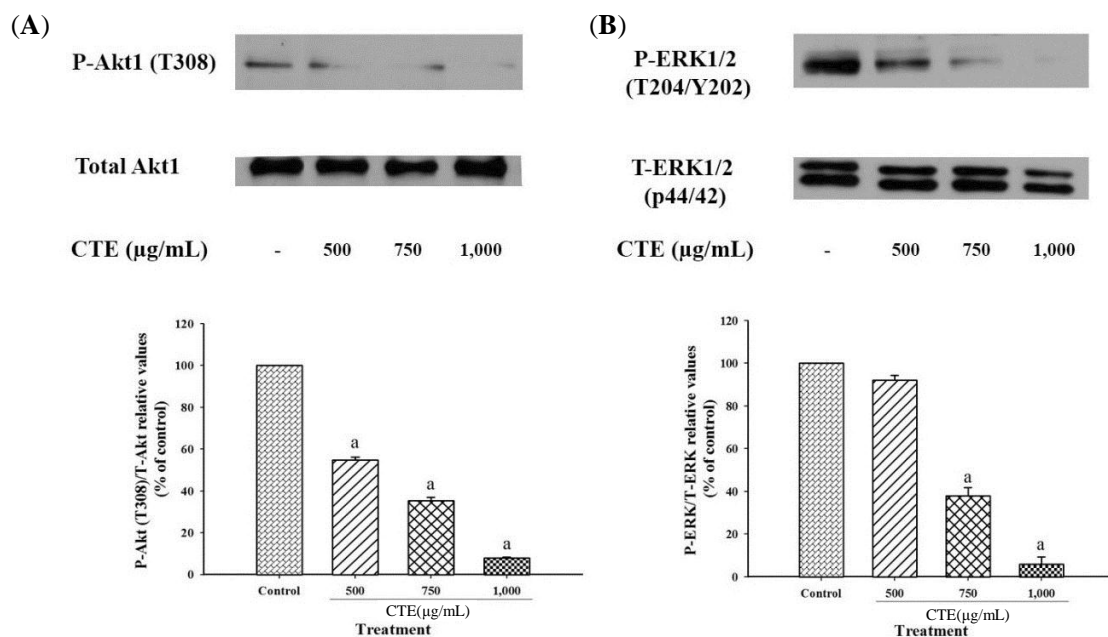 (A)
P-Akt1 (T308)
Total Akt1
CTE (µg/mL) - 500 750 1,000
P-Akt (T308)/T-Akt relative values
(% of control)
120
100
80
60
40
20
0
a
a
a
Control 500 750 1,000
CTE(µg/mL)
Treatment
(B)
P-ERK1/2
(T204/Y202)
T-ERK1/2
(p44/42)
CTE (µg/mL) - 500 750 1,000
P-ERK/T-ERK relative values
(% of control)
120
100
80
60
40
20
0
a
a
Control 500 750 1,000
CTE(µg/mL)
Treatment